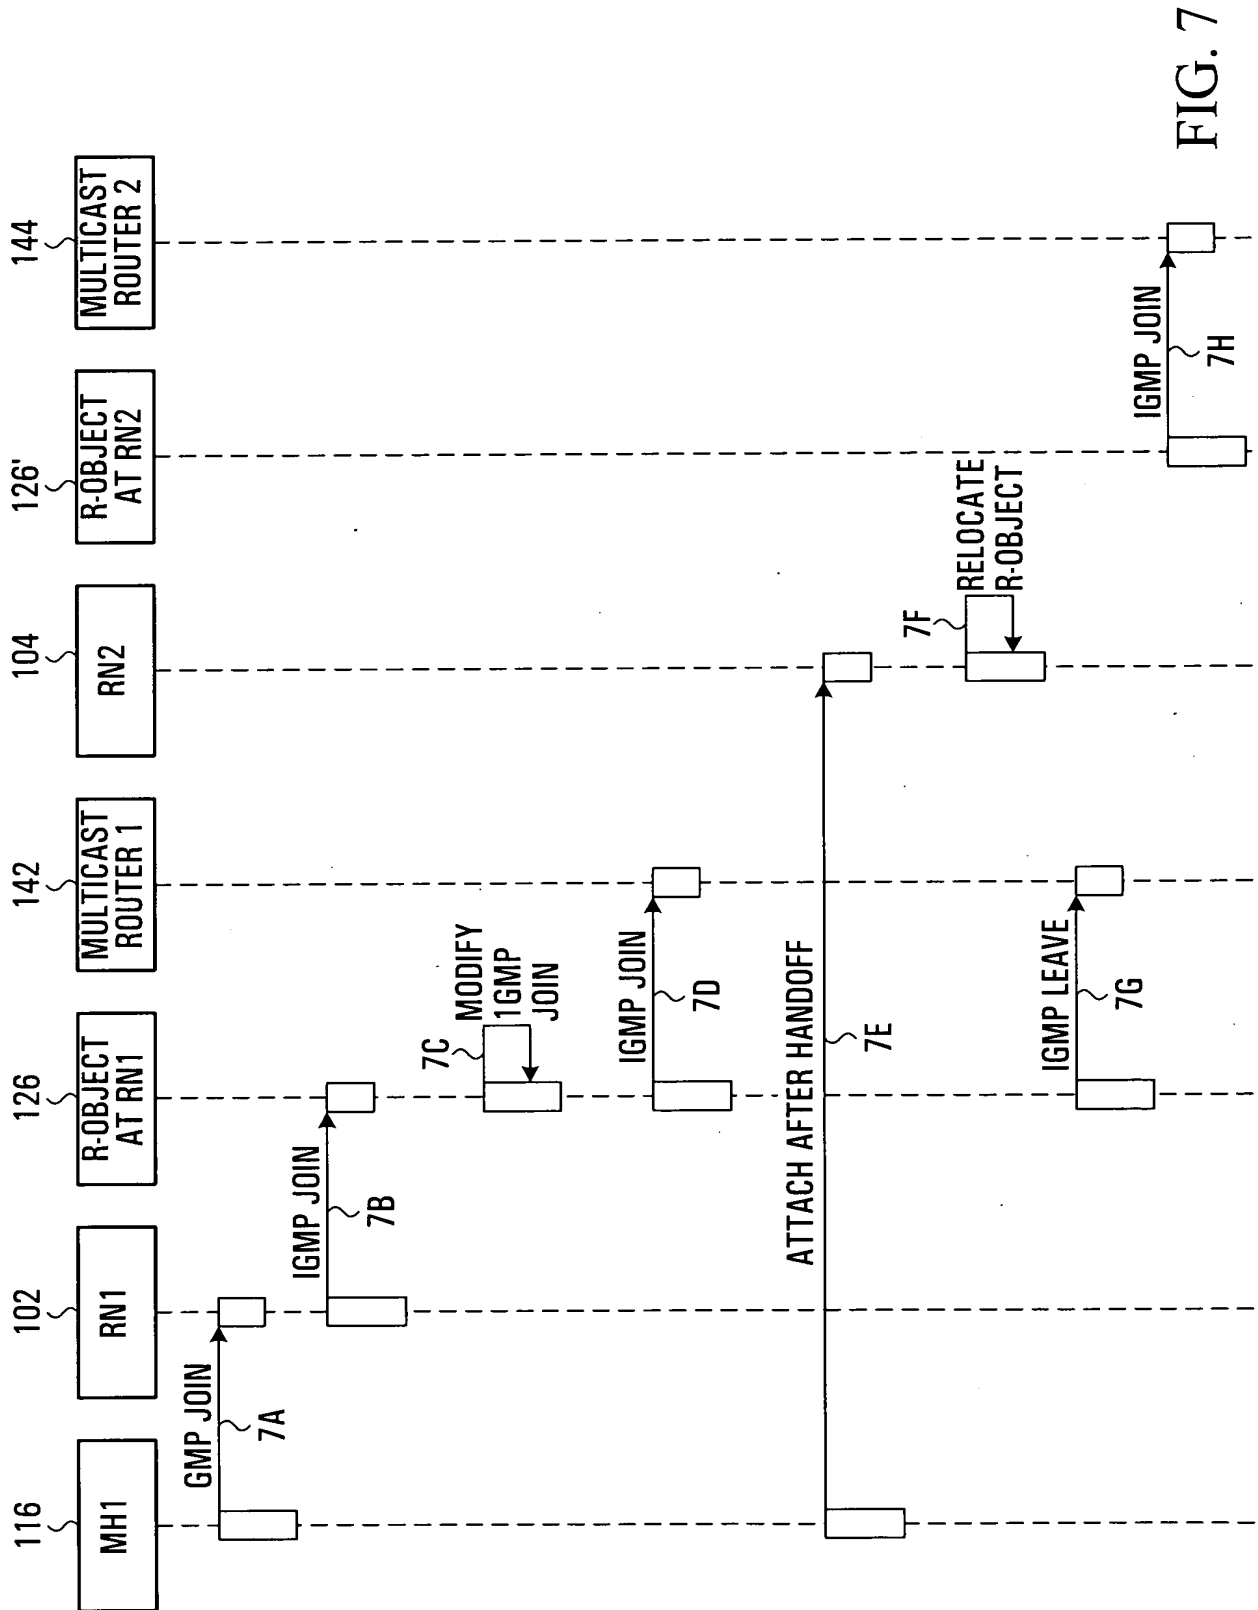 116
MH1
102
RN1
126
R-OBJECT
AT RN1
142
MULTICAST
ROUTER 1
104
RN2
126'
R-OBJECT
AT RN2
144
MULTICAST
ROUTER 2
GMP JOIN
7A
IGMP JOIN
7B
7C
MODIFY
1GMP
JOIN
IGMP JOIN
7D
ATTACH AFTER HANDOFF
7E
7F
RELOCATE
R-OBJECT
IGMP LEAVE
7G
IGMP JOIN
7H
FIG. 7